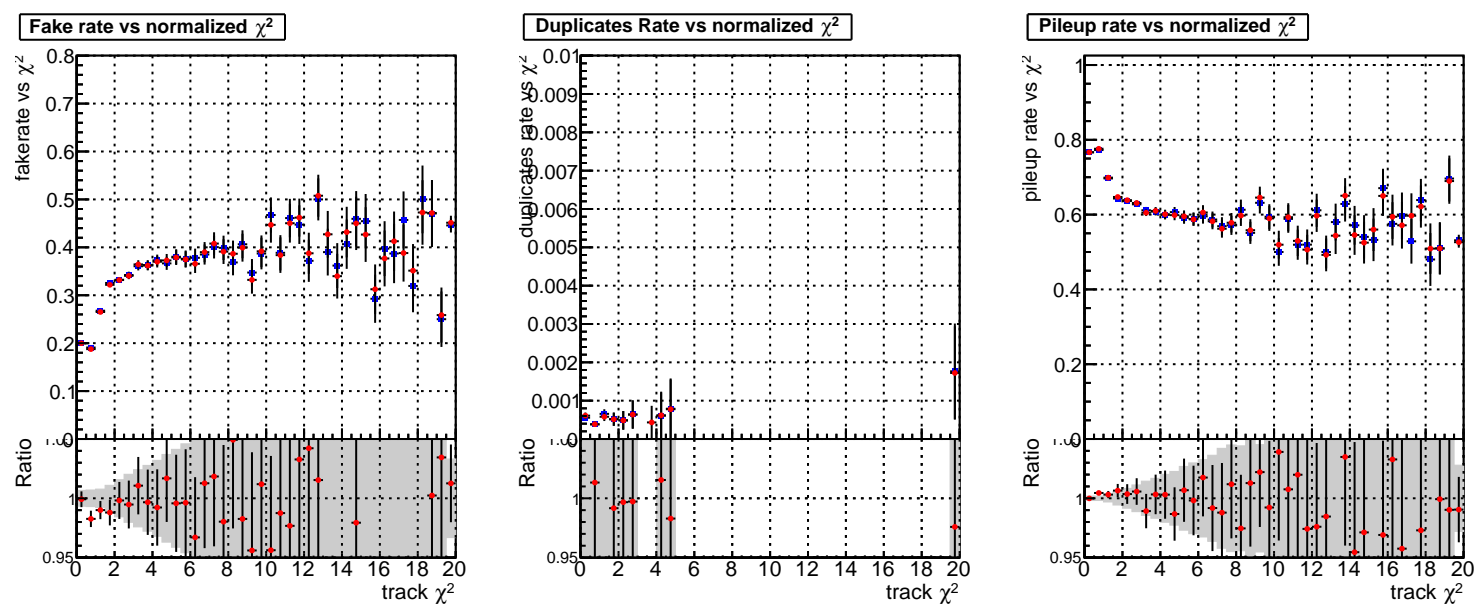 Fake rate vs normalized χ²
fakerate vs χ²
0.8
0.7
0.6
0.5
0.4
0.3
0.2
0.1
0
Ratio
1
0.95
0 2 4 6 8 10 12 14 16 18 20
track χ²
Duplicates Rate vs normalized χ²
duplicates rate vs χ²
0.01
0.009
0.008
0.007
0.006
0.005
0.004
0.003
0.002
0.001
Ratio
1
0.95
0 2 4 6 8 10 12 14 16 18 20
track χ²
Pileup rate vs normalized χ²
pileup rate vs χ²
1
0.8
0.6
0.4
0.2
Ratio
1
0.95
0 2 4 6 8 10 12 14 16 18 20
track χ²